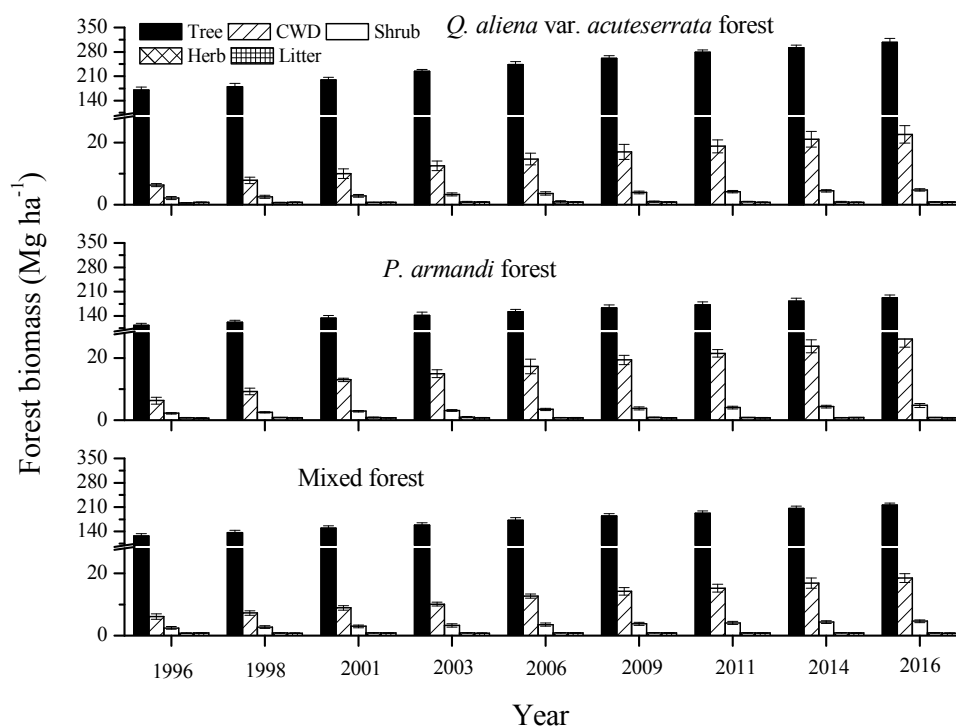 Q. aliena var. acuteserrata forest
Tree CWD Shrub
Herb Litter
350
280
210
140
20
0
P. armandi forest
350
280
210
140
20
0
Mixed forest
350
280
210
140
20
0
Forest biomass (Mg ha⁻¹)
1996 1998 2001 2003 2006 2009 2011 2014 2016
Year